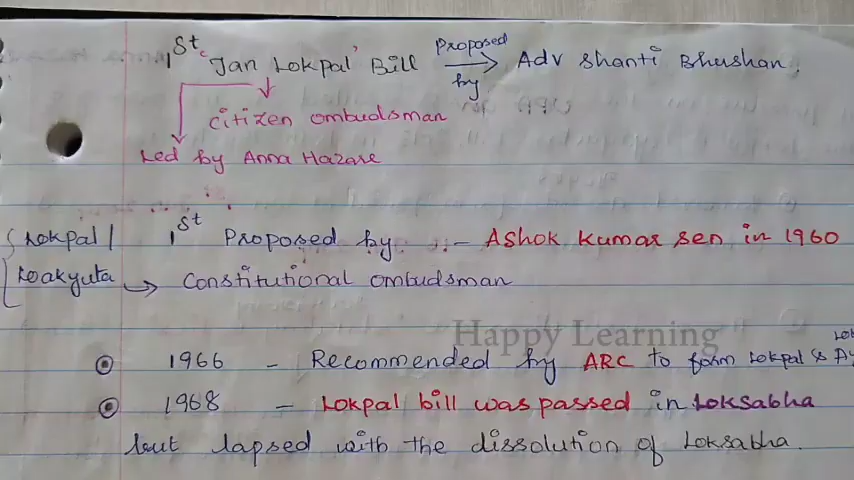 1st 'Jan Lokpal' Bill Proposed by → Adv Shanti Bhushan.
citizen ombudsman
Led by Anna Hazare
Lokpal / 1st Proposed by :- Ashok Kumar Sen in 1960
Loakyuta → Constitutional ombudsman
Happy Learning
1966 - Recommended by ARC to form Lokpal &
1968 - Lokpal bill was passed in Loksabha
but lapsed with the dissolution of Loksabha.